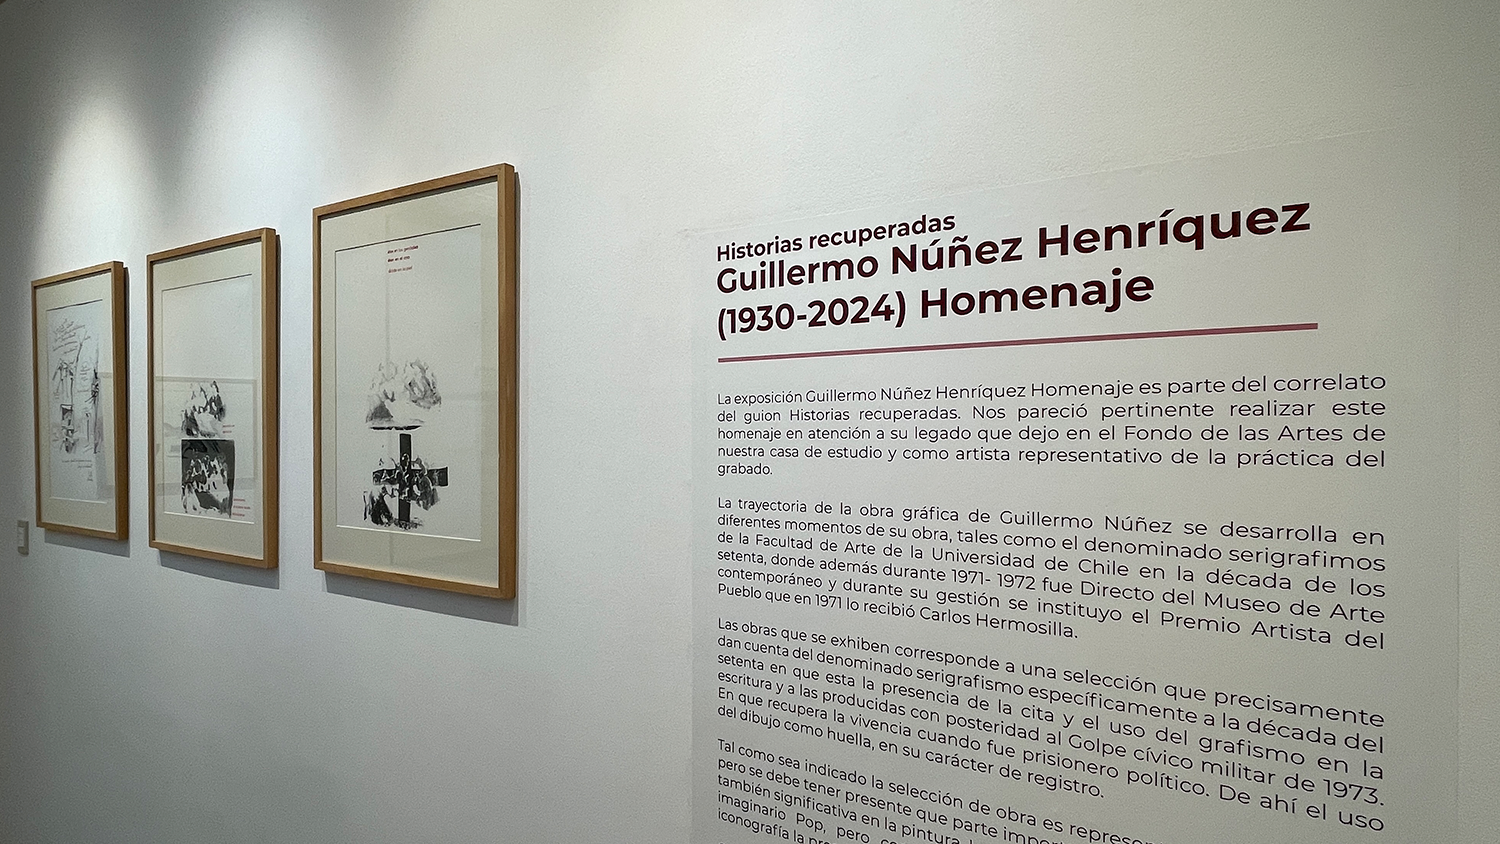 Historias recuperadas
Guillermo Núñez Henríquez
(1930-2024) Homenaje
La exposición Guillermo Núñez Henríquez Homenaje es parte del correlato
del guion Historias recuperadas. Nos pareció pertinente realizar este
homenaje en atención a su legado que dejo en el Fondo de las Artes de
nuestra casa de estudio y como artista representativo de la práctica del
grabado.
La trayectoria de la obra gráfica de Guillermo Núñez se desarrolla en
diferentes momentos de su obra, tales como el denominado serigrafimos
de la Facultad de Arte de la Universidad de Chile en la década de los
setenta, donde además durante 1971- 1972 fue Directo del Museo de Arte
contemporáneo y durante su gestión se instituyo el Premio Artista del
Pueblo que en 1971 lo recibió Carlos Hermosilla.
Las obras que se exhiben corresponde a una selección que precisamente
dan cuenta del denominado serigrafismo específicamente a la década del
setenta en que esta la presencia de la cita y el uso del grafismo en la
escritura y a las producidas con posteridad al Golpe cívico militar de 1973.
En que recupera la vivencia cuando fue prisionero político. De ahí el uso
del dibujo como huella, en su carácter de registro.
Tal como sea indicado la selección de obra es
pero se debe tener presente que parte
también significativa en la pintura
imaginario Pop, pero
iconografía la